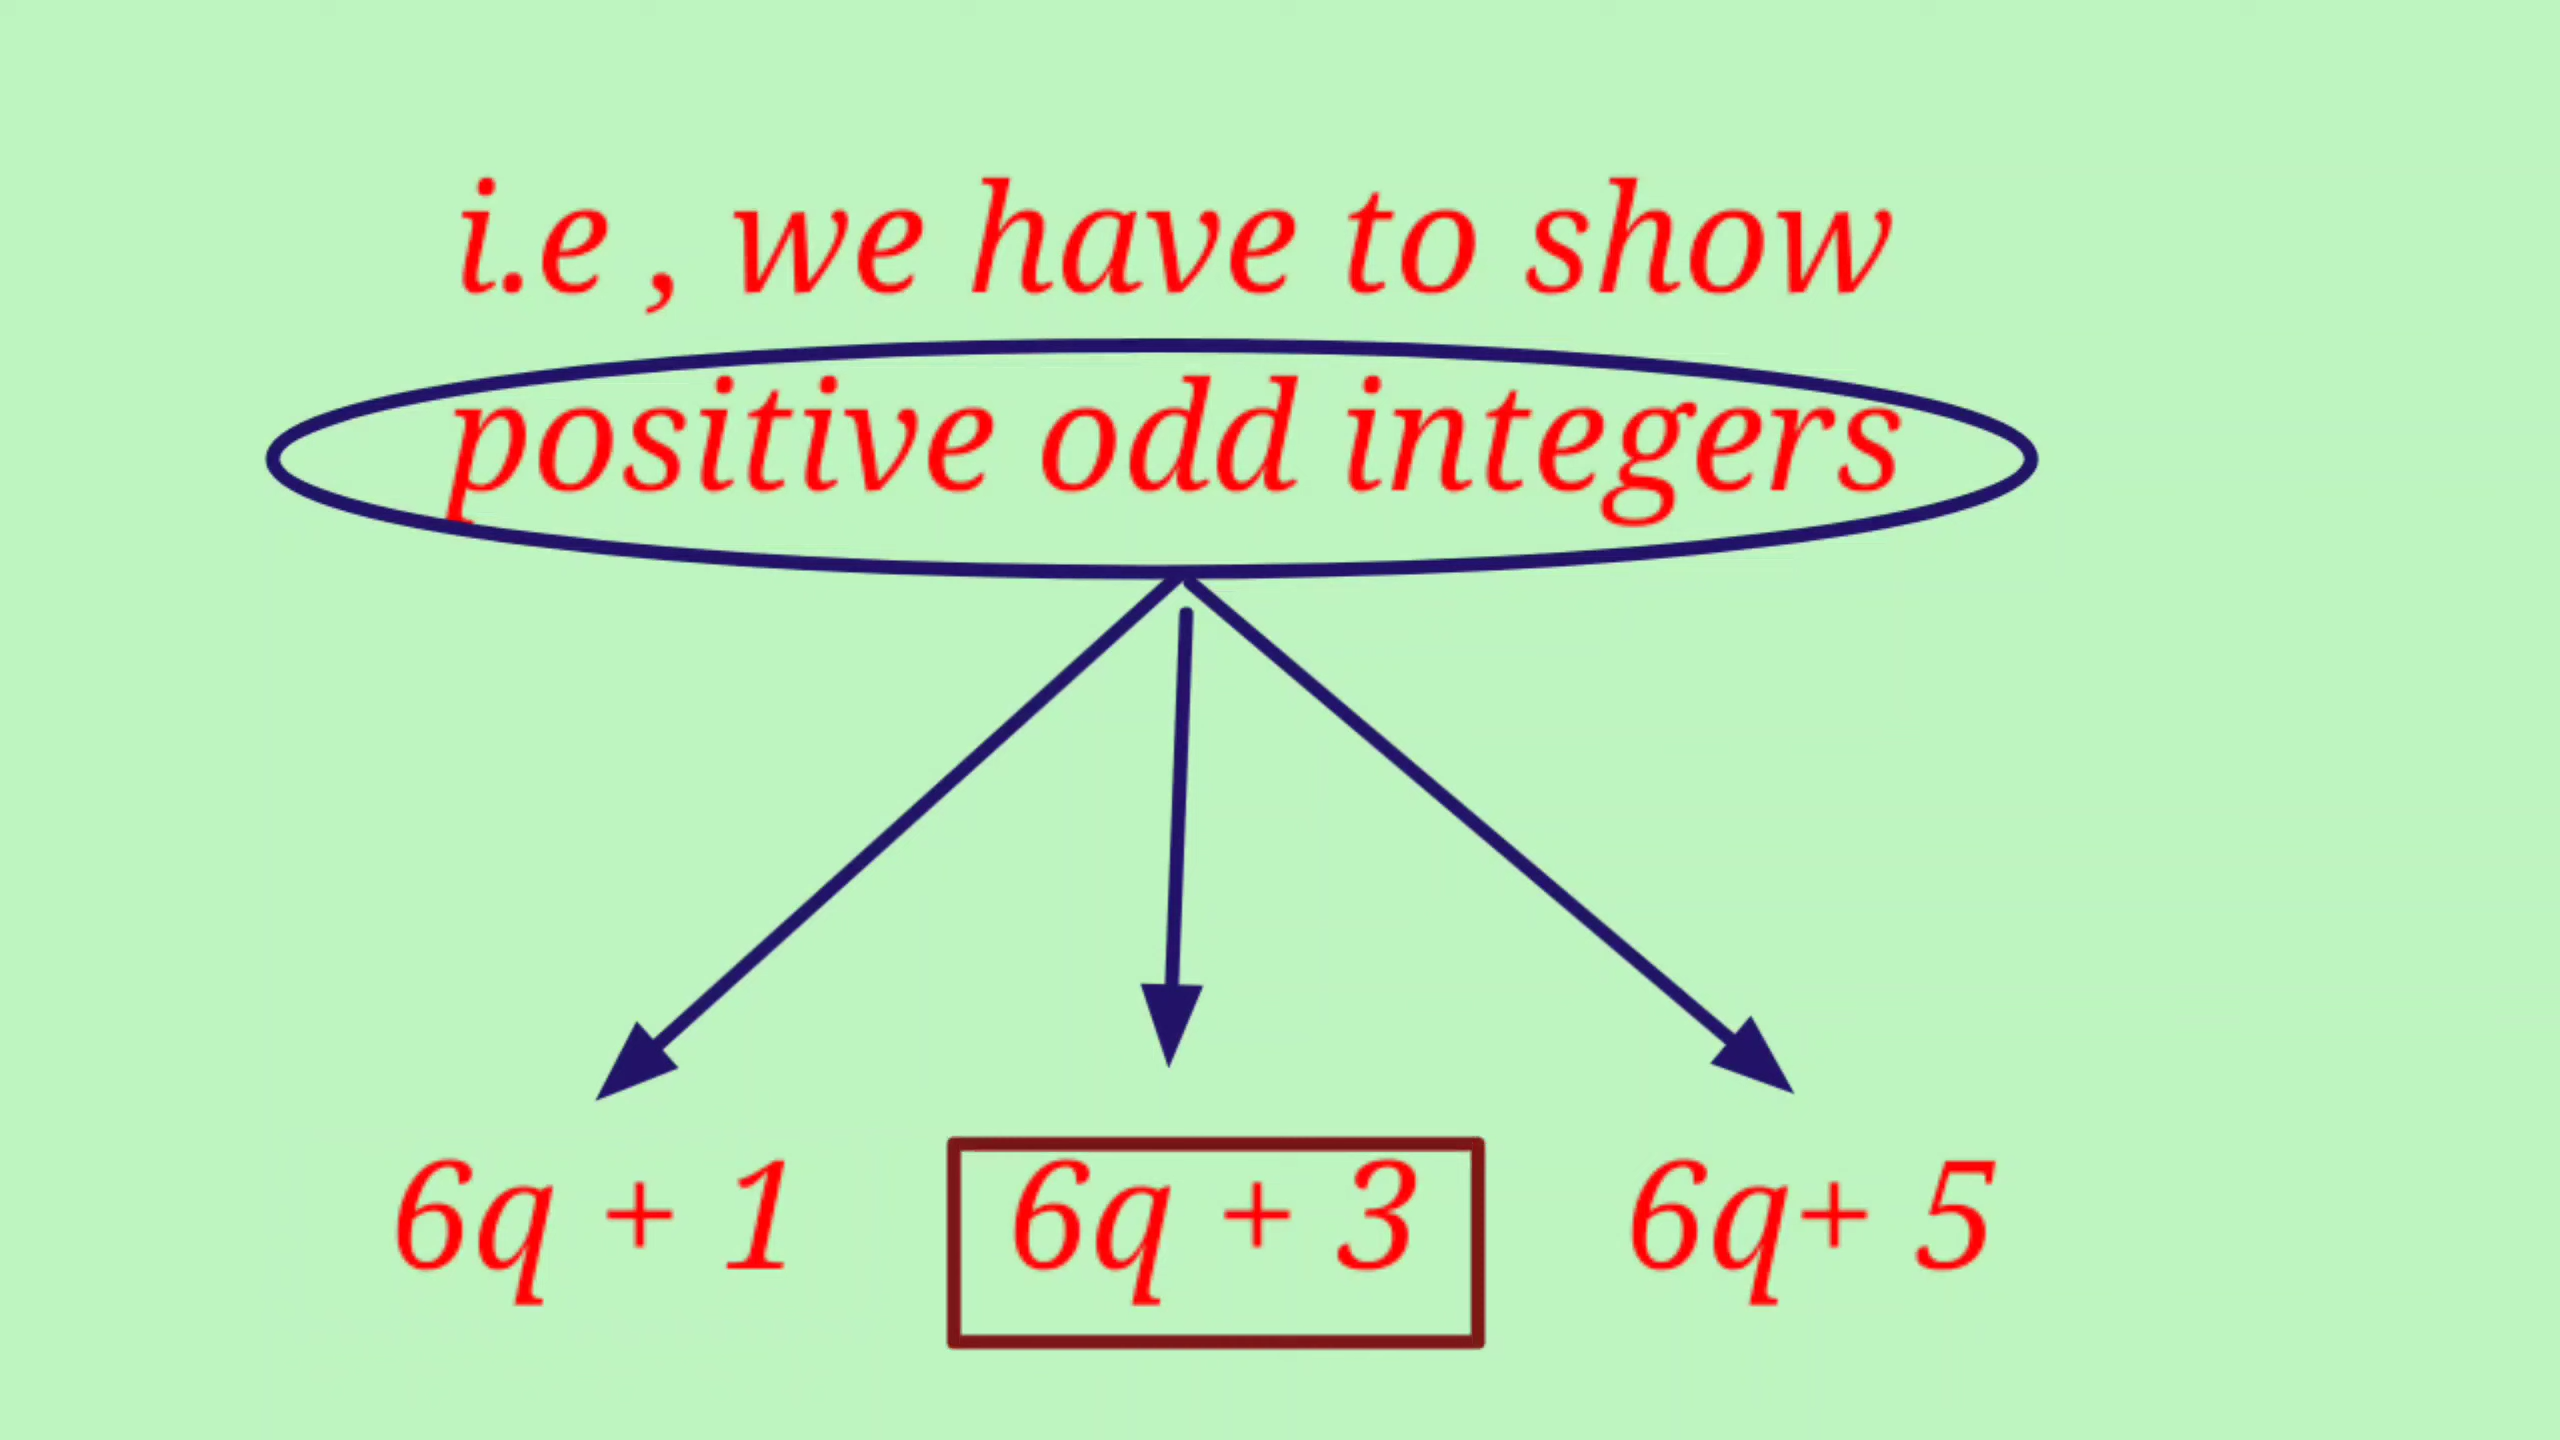 i.e , we have to show
positive odd integers
6q + 1 6q + 3 6q+ 5